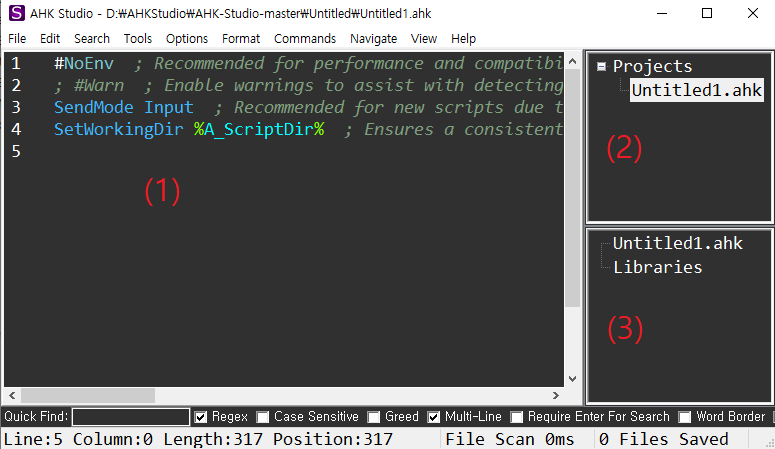 AHK Studio - D:₩AHKStudio₩AHK-Studio-master₩Untitled₩Untitled1.ahk
File Edit Search Tools Options Format Commands Navigate View Help
1 #NoEnv ; Recommended for performance and compatibi
2 ; #Warn ; Enable warnings to assist with detecting
3 SendMode Input ; Recommended for new scripts due t
4 SetWorkingDir %A_ScriptDir% ; Ensures a consistent
5
(1)
Projects
Untitled1.ahk
(2)
Untitled1.ahk
Libraries
(3)
Quick Find: Regex Case Sensitive Greed Multi-Line Require Enter For Search Word Border
Line:5 Column:0 Length:317 Position:317 File Scan 0ms 0 Files Saved